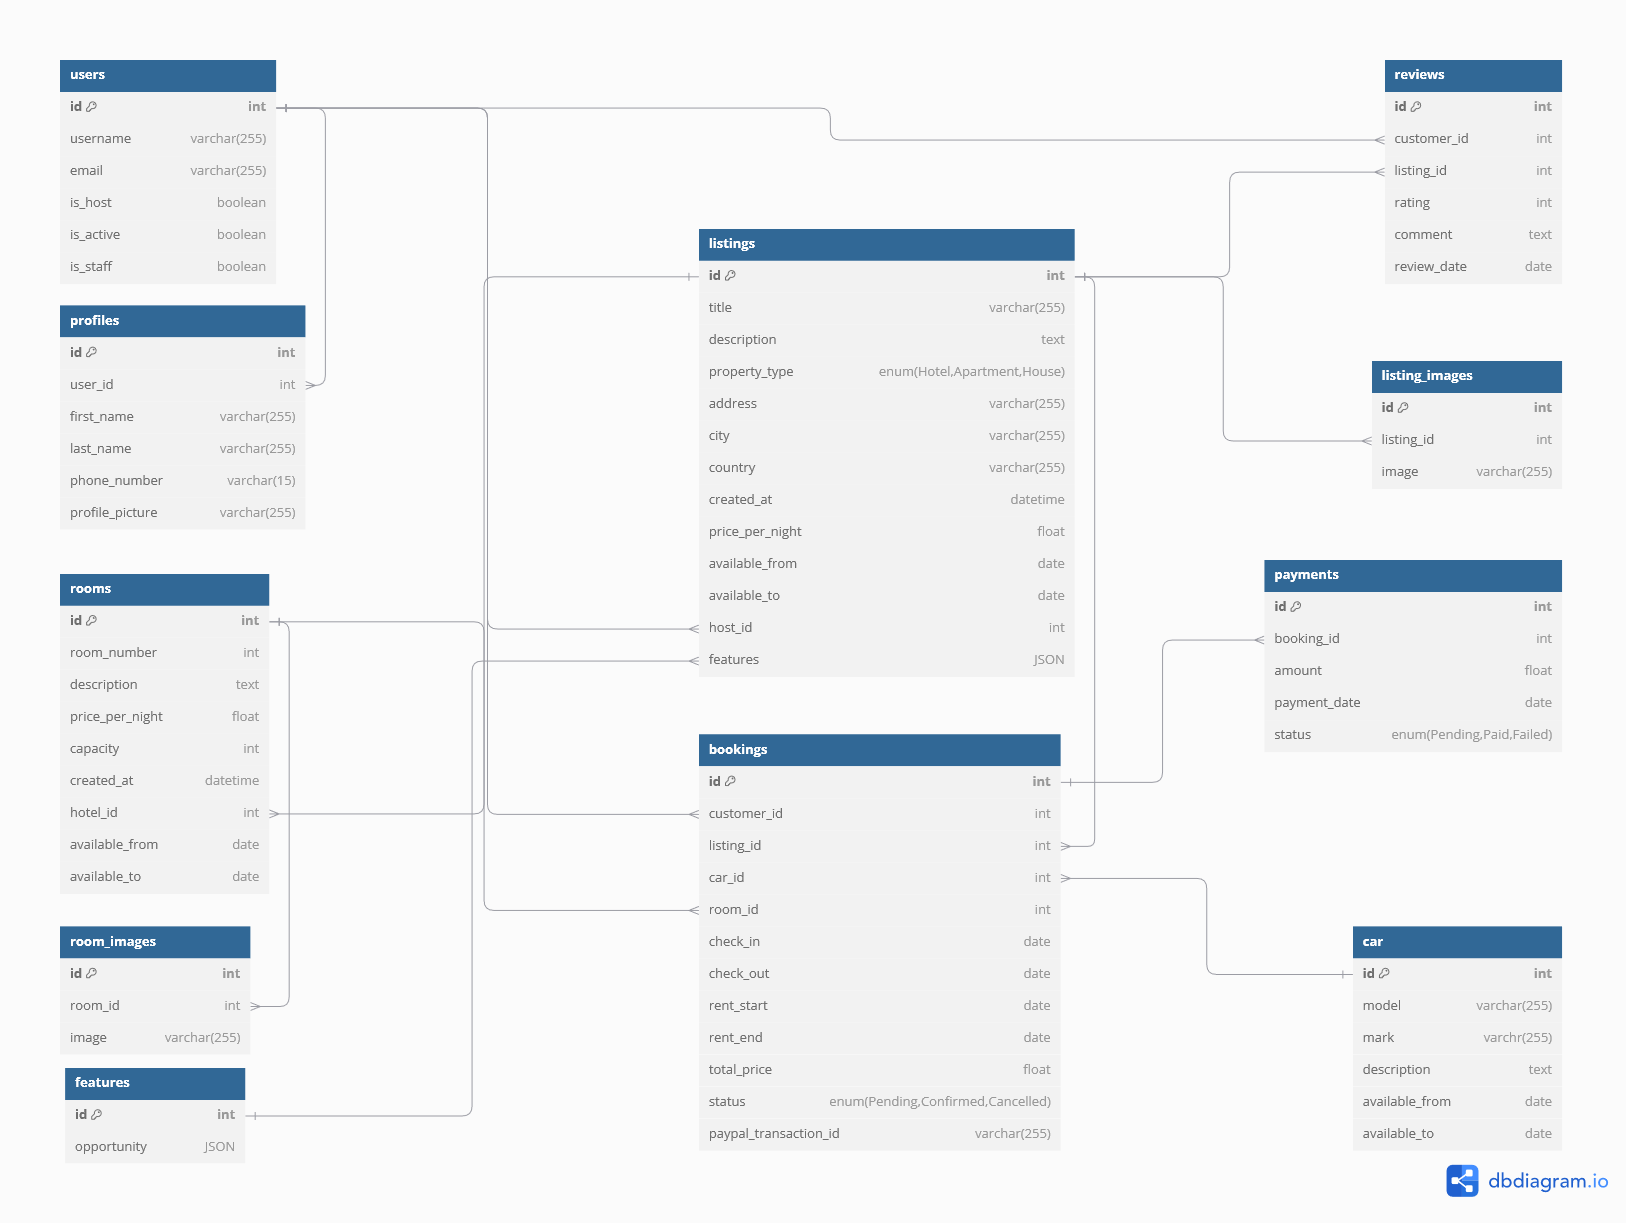 users
id int
username varchar(255)
email varchar(255)
is_host boolean
is_active boolean
is_staff boolean
profiles
id int
user_id int
first_name varchar(255)
last_name varchar(255)
phone_number varchar(15)
profile_picture varchar(255)
rooms
id int
room_number int
description text
price_per_night float
capacity int
created_at datetime
hotel_id int
available_from date
available_to date
room_images
id int
room_id int
image varchar(255)
features
id int
opportunity JSON
listings
id int
title varchar(255)
description text
property_type enum(Hotel,Apartment,House)
address varchar(255)
city varchar(255)
country varchar(255)
created_at datetime
price_per_night float
available_from date
available_to date
host_id int
features JSON
bookings
id int
customer_id int
listing_id int
car_id int
room_id int
check_in date
check_out date
rent_start date
rent_end date
total_price float
status enum(Pending,Confirmed,Cancelled)
paypal_transaction_id varchar(255)
reviews
id int
customer_id int
listing_id int
rating int
comment text
review_date date
listing_images
id int
listing_id int
image varchar(255)
payments
id int
booking_id int
amount float
payment_date date
status enum(Pending,Paid,Failed)
car
id int
model varchar(255)
mark varchr(255)
description text
available_from date
available_to date
dbdiagram.io